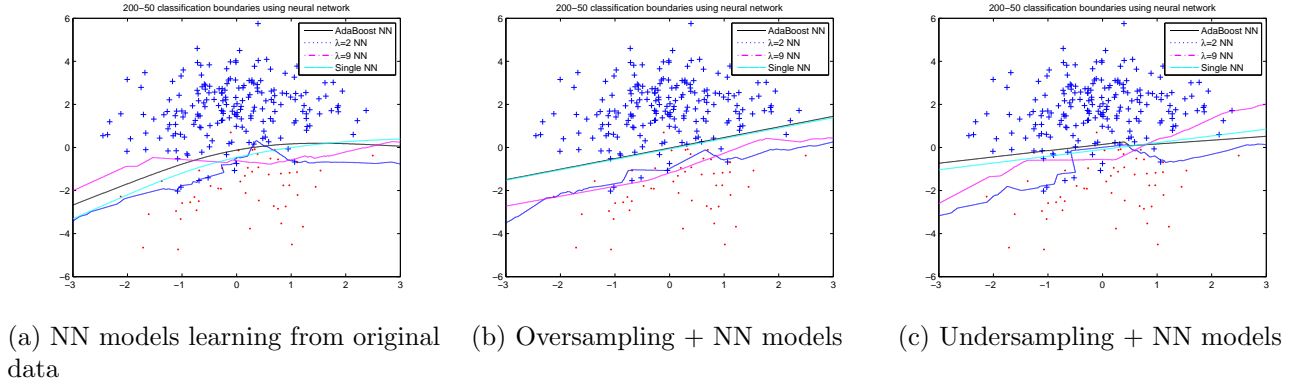 200−50 classification boundaries using neural network
6
4
2
0
−2
−4
−6
−3
−2
−1
0
1
2
3
AdaBoost NN
λ=2 NN
λ=9 NN
Single NN
200−50 classification boundaries using neural network
6
4
2
0
−2
−4
−6
−3
−2
−1
0
1
2
3
AdaBoost NN
λ=2 NN
λ=9 NN
Single NN
200−50 classification boundaries using neural network
6
4
2
0
−2
−4
−6
−3
−2
−1
0
1
2
3
AdaBoost NN
λ=2 NN
λ=9 NN
Single NN
(a) NN models learning from original
data
(b) Oversampling + NN models
(c) Undersampling + NN models